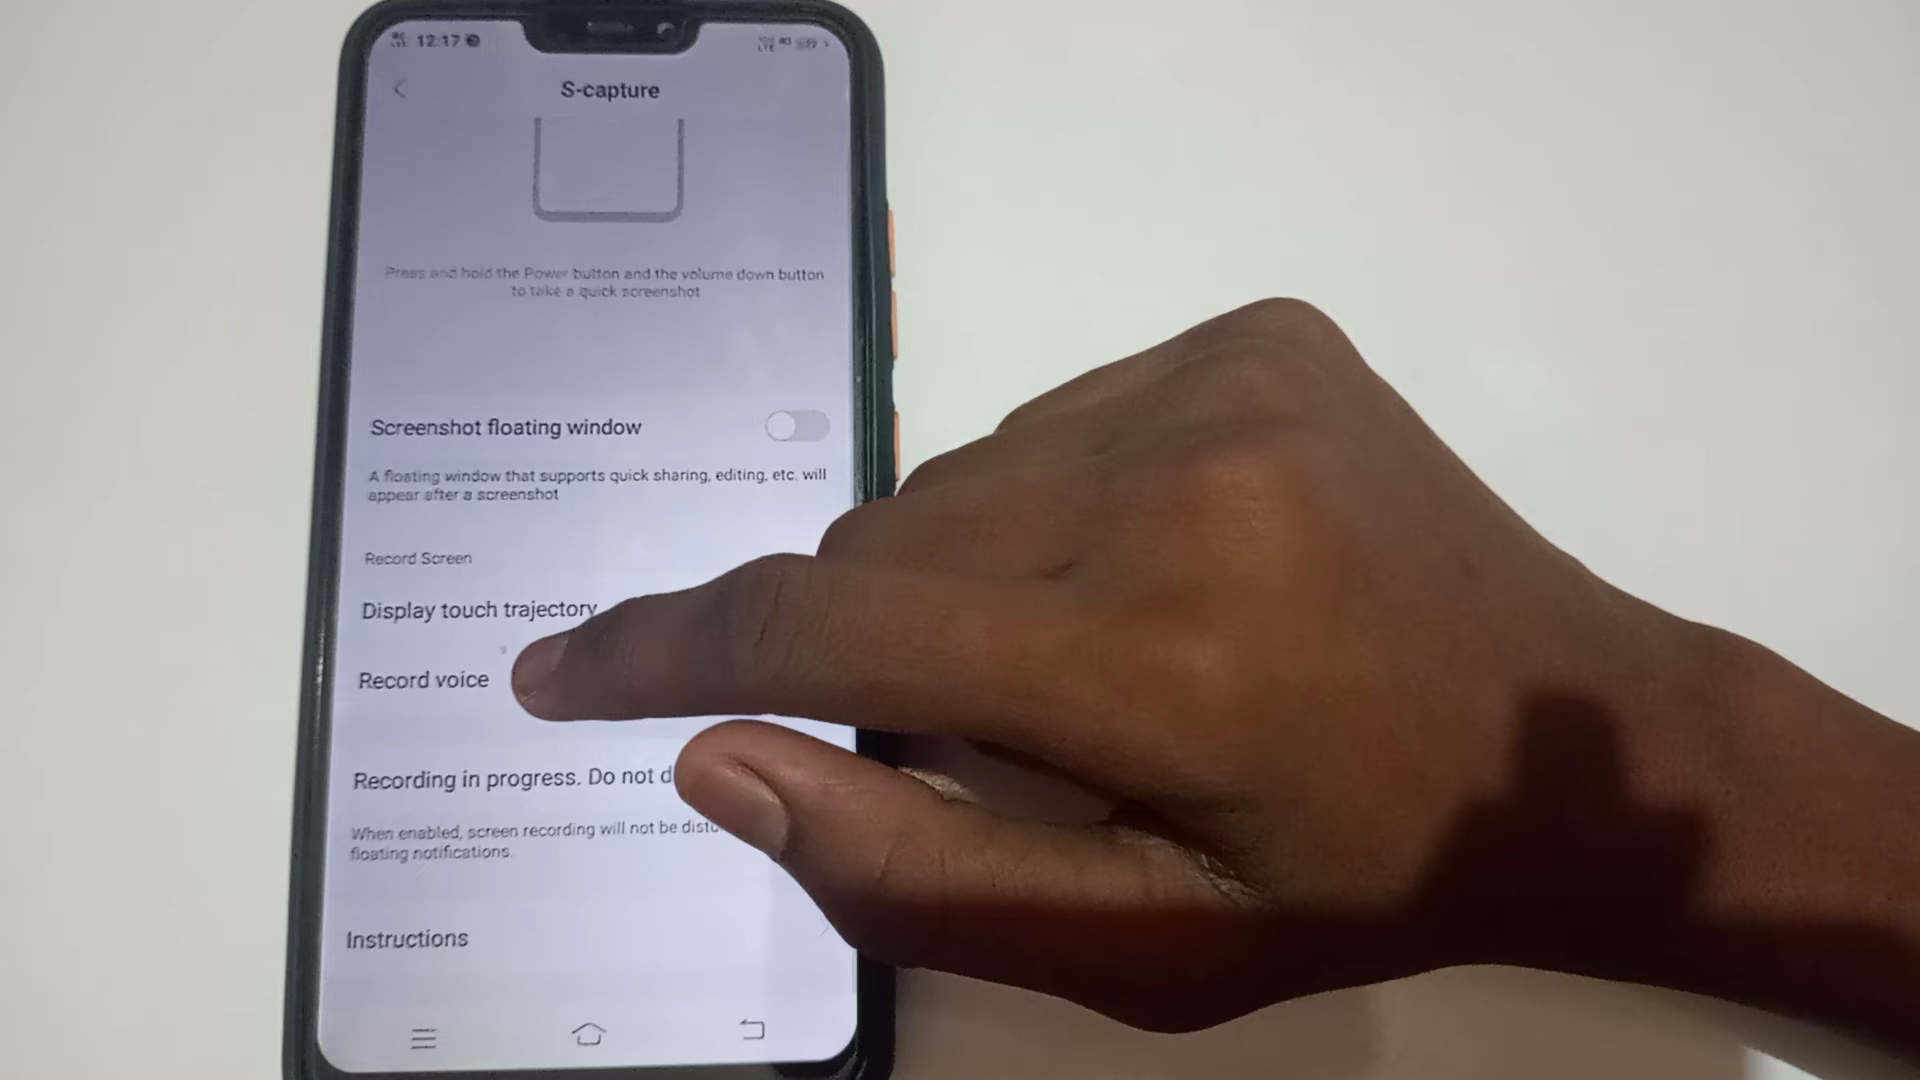 12:17
S-capture
Press and hold the Power button and the volume down button
to take a quick screenshot
Screenshot floating window
A floating window that supports quick sharing, editing, etc. will
appear after a screenshot
Record Screen
Display touch trajectory
Record voice
Recording in progress. Do not d
When enabled, screen recording will not be distu
floating notifications.
Instructions